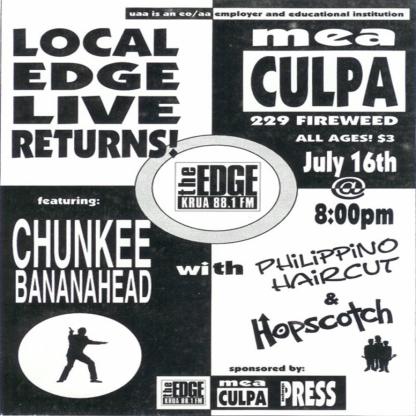 uaa is an eo/aa employer and educational institution
LOCAL
EDGE
LIVE
RETURNS!
mea
CULPA
229 FIREWEED
ALL AGES! $3
July 16th
@
8:00pm
the EDGE
KRUA 88.1 FM
featuring:
CHUNKEE
BANANAHEAD
with
PHiLiPPiNO
HAiRCUT
&
Hopscotch
sponsored by:
the EDGE
KRUA 88.1 FM
mea
CULPA
PRESS